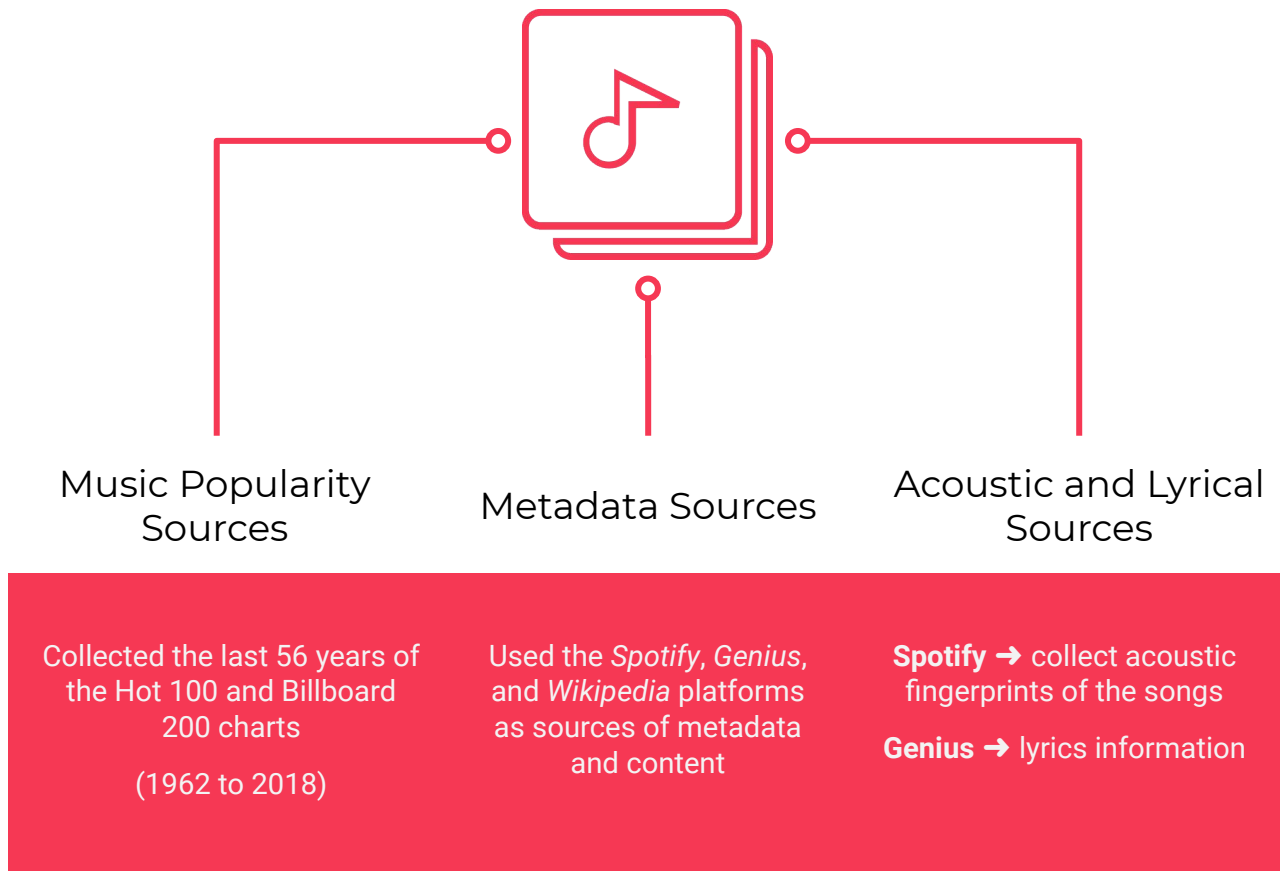 Music Popularity
Sources
Collected the last 56 years of
the Hot 100 and Billboard
200 charts
(1962 to 2018)
Metadata Sources
Used the Spotify, Genius,
and Wikipedia platforms
as sources of metadata
and content
Acoustic and Lyrical
Sources
Spotify ➜ collect acoustic
fingerprints of the songs
Genius ➜ lyrics information